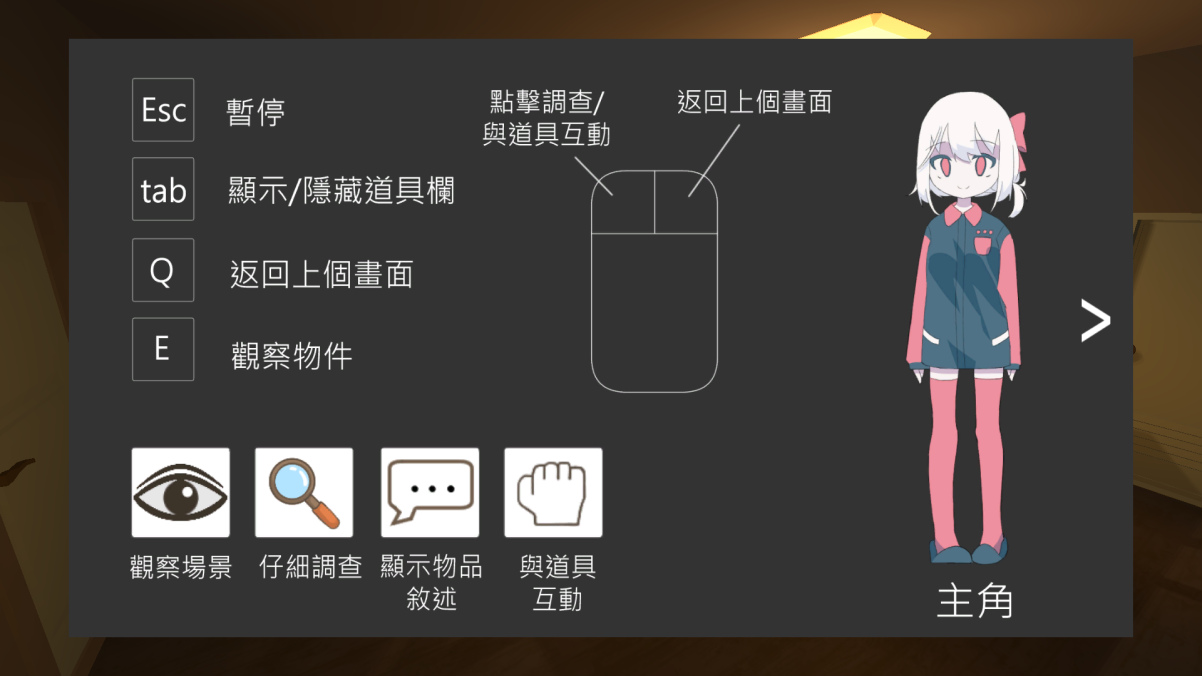 Esc 暫停
tab 顯示/隱藏道具欄
Q 返回上個畫面
E 觀察物件
點擊調查/
與道具互動
返回上個畫面
觀察場景
仔細調查
顯示物品
敘述
與道具
互動
主角
>